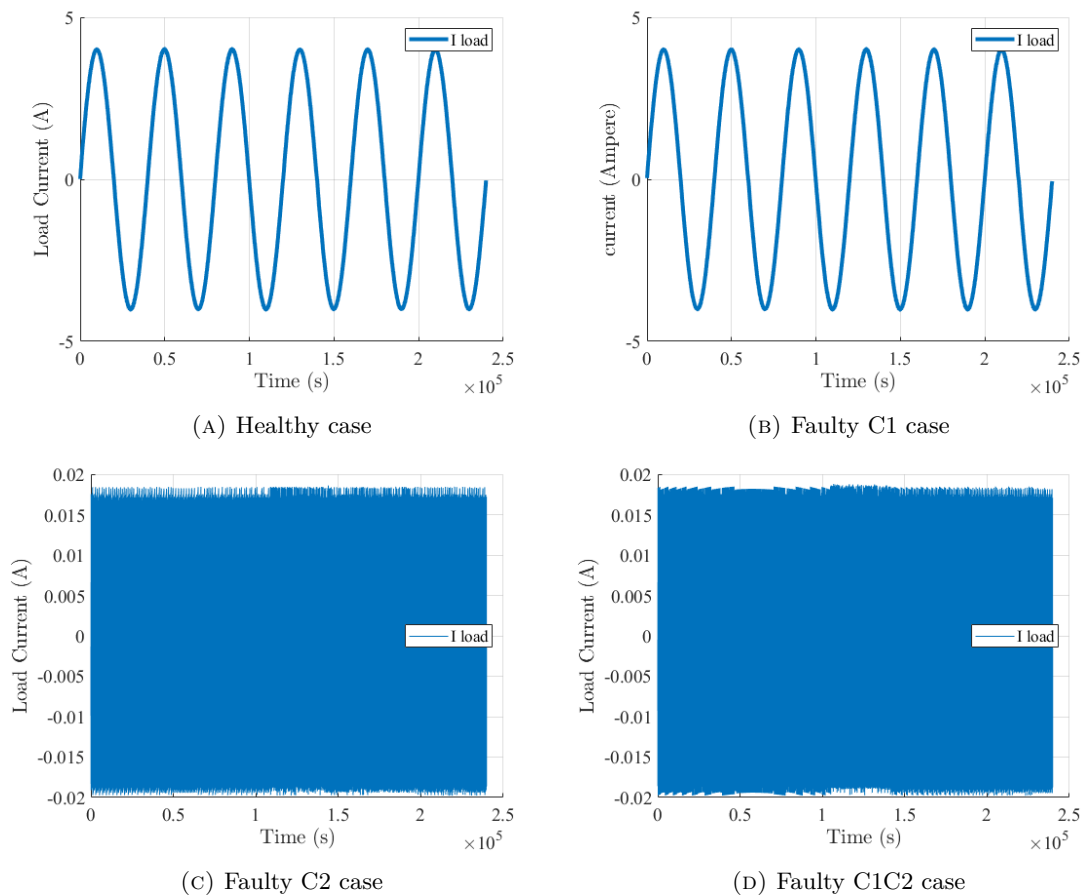 5
I load
Load Current (A)
0
-5
0 0.5 1 1.5 2 2.5
Time (s)
×10^5
(A) Healthy case
5
I load
current (Ampere)
0
-5
0 0.5 1 1.5 2 2.5
Time (s)
×10^5
(B) Faulty C1 case
0.02
0.015
0.01
0.005
0
-0.005
-0.01
-0.015
-0.02
Load Current (A)
I load
0 0.5 1 1.5 2 2.5
Time (s)
×10^5
(C) Faulty C2 case
0.02
0.015
0.01
0.005
0
-0.005
-0.01
-0.015
-0.02
Load Current (A)
I load
0 0.5 1 1.5 2 2.5
Time (s)
×10^5
(D) Faulty C1C2 case